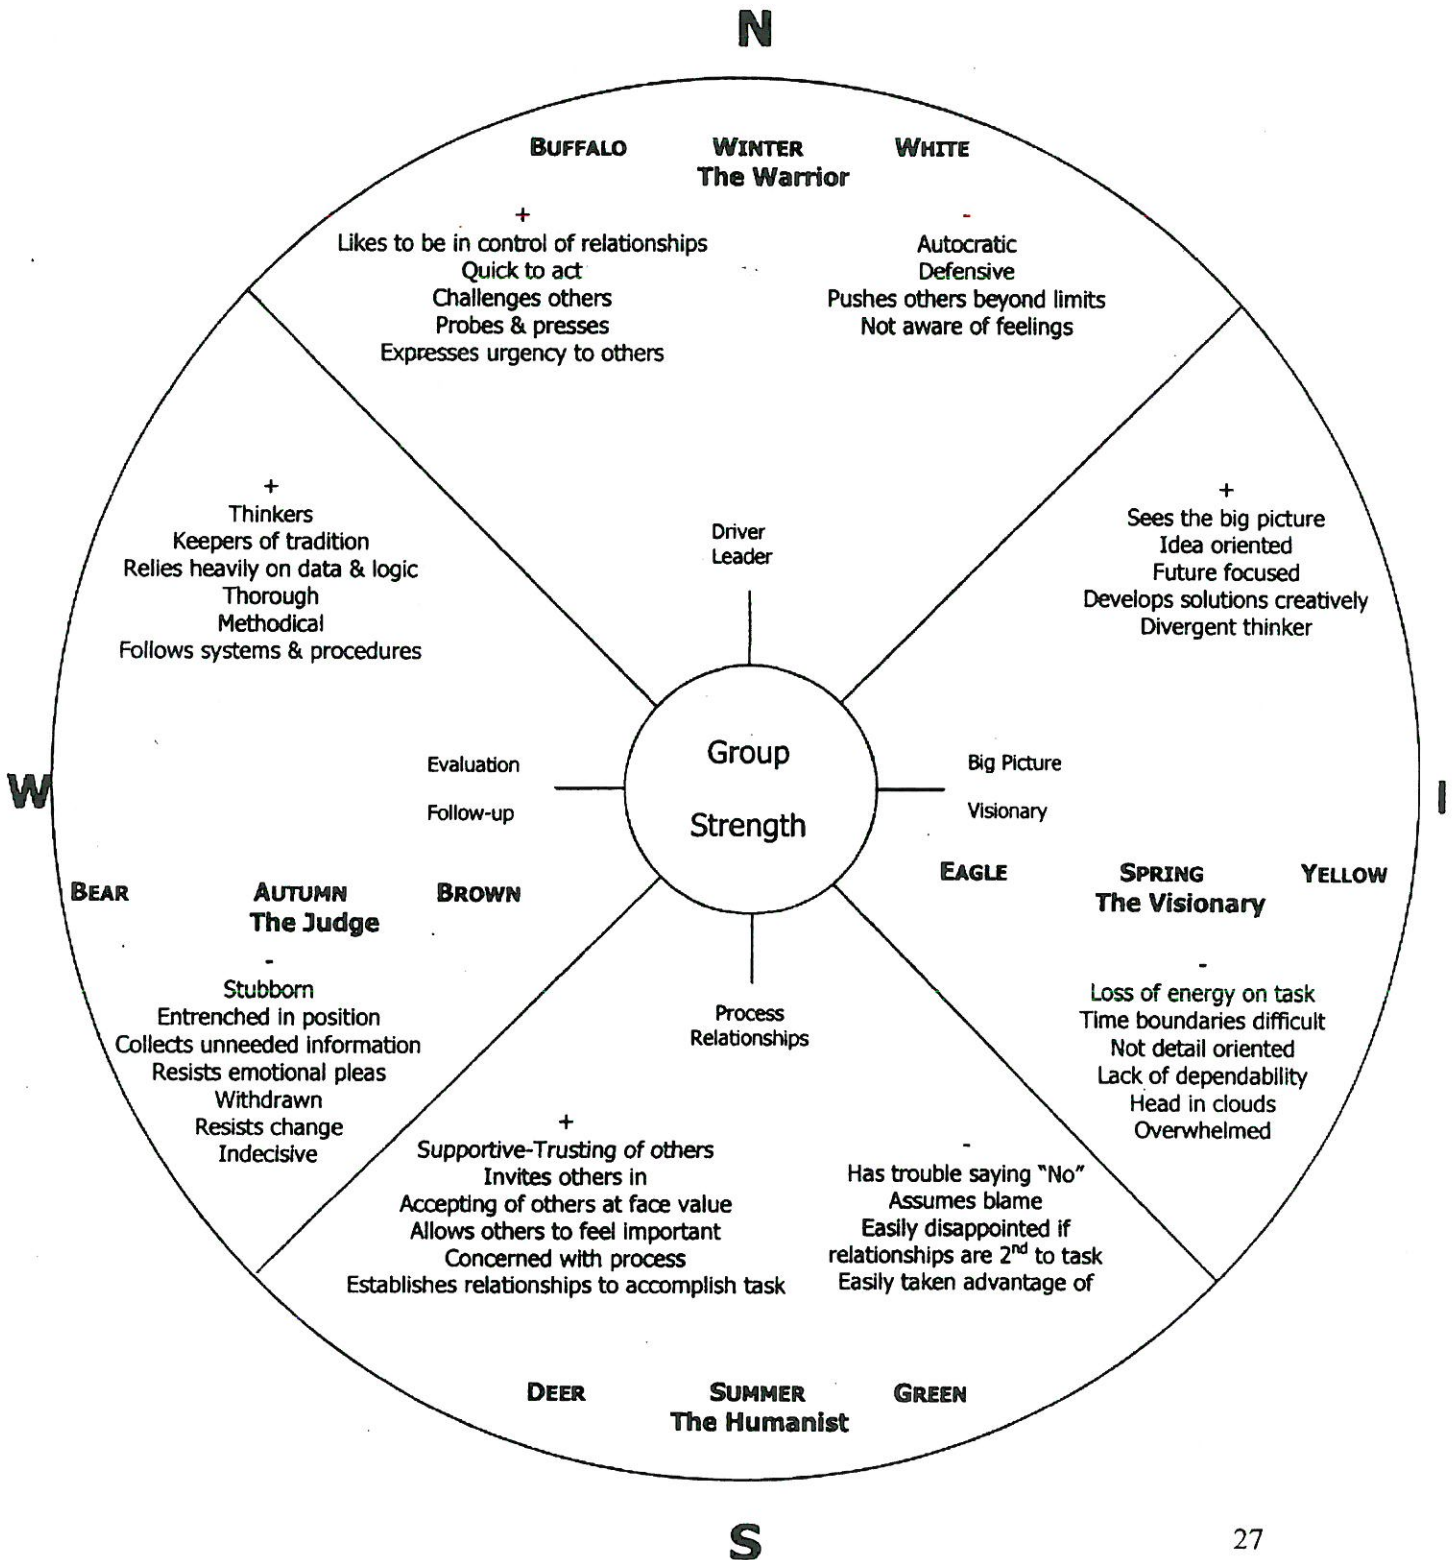 N
BUFFALO WINTER WHITE
The Warrior
+
Likes to be in control of relationships
Quick to act
Challenges others
Probes & presses
Expresses urgency to others
-
Autocratic
Defensive
Pushes others beyond limits
Not aware of feelings
+
Thinkers
Keepers of tradition
Relies heavily on data & logic
Thorough
Methodical
Follows systems & procedures
Driver
Leader
+
Sees the big picture
Idea oriented
Future focused
Develops solutions creatively
Divergent thinker
W
Evaluation
Follow-up
Group
Strength
Big Picture
Visionary
BEAR AUTUMN BROWN
The Judge
-
Stubborn
Entrenched in position
Collects unneeded information
Resists emotional pleas
Withdrawn
Resists change
Indecisive
EAGLE SPRING YELLOW
The Visionary
-
Loss of energy on task
Time boundaries difficult
Not detail oriented
Lack of dependability
Head in clouds
Overwhelmed
Process
Relationships
+
Supportive-Trusting of others
Invites others in
Accepting of others at face value
Allows others to feel important
Concerned with process
Establishes relationships to accomplish task
-
Has trouble saying "No"
Assumes blame
Easily disappointed if
relationships are 2nd to task
Easily taken advantage of
DEER SUMMER GREEN
The Humanist
S
27